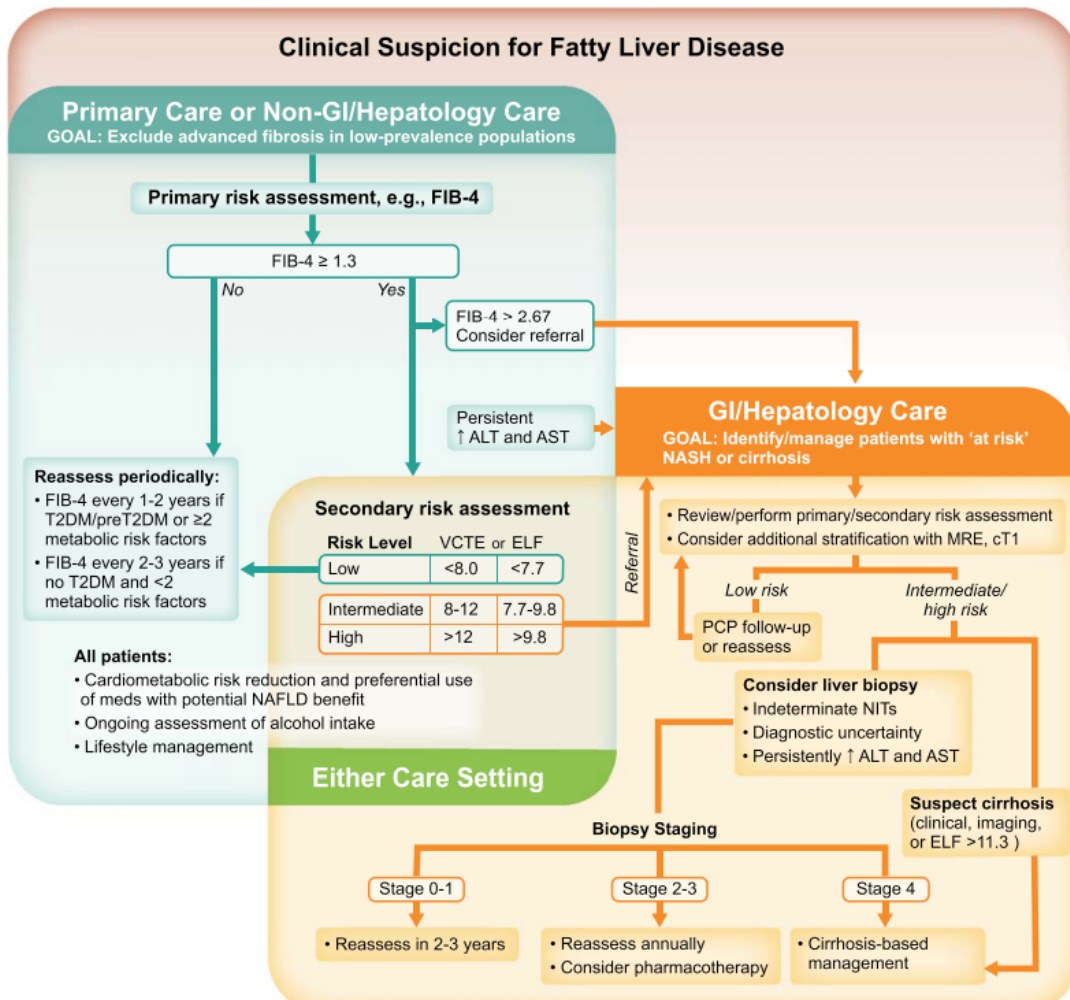 Clinical Suspicion for Fatty Liver Disease
Primary Care or Non-GI/Hepatology Care
GOAL: Exclude advanced fibrosis in low-prevalence populations
Primary risk assessment, e.g., FIB-4
FIB-4 ≥ 1.3
No
Yes
FIB-4 > 2.67
Consider referral
Persistent
↑ ALT and AST
GI/Hepatology Care
GOAL: Identify/manage patients with ‘at risk’
NASH or cirrhosis
Reassess periodically:
• FIB-4 every 1-2 years if
T2DM/preT2DM or ≥2
metabolic risk factors
• FIB-4 every 2-3 years if
no T2DM and <2
metabolic risk factors
Secondary risk assessment
Risk Level VCTE or ELF
Low <8.0 <7.7
Intermediate 8-12 7.7-9.8
High >12 >9.8
Referral
• Review/perform primary/secondary risk assessment
• Consider additional stratification with MRE, cT1
Low risk
Intermediate/
high risk
PCP follow-up
or reassess
All patients:
• Cardiometabolic risk reduction and preferential use
of meds with potential NAFLD benefit
• Ongoing assessment of alcohol intake
• Lifestyle management
Consider liver biopsy
• Indeterminate NITs
• Diagnostic uncertainty
• Persistently ↑ ALT and AST
Either Care Setting
Suspect cirrhosis
(clinical, imaging,
or ELF >11.3 )
Biopsy Staging
Stage 0-1
Stage 2-3
Stage 4
• Reassess in 2-3 years
• Reassess annually
• Consider pharmacotherapy
• Cirrhosis-based
management